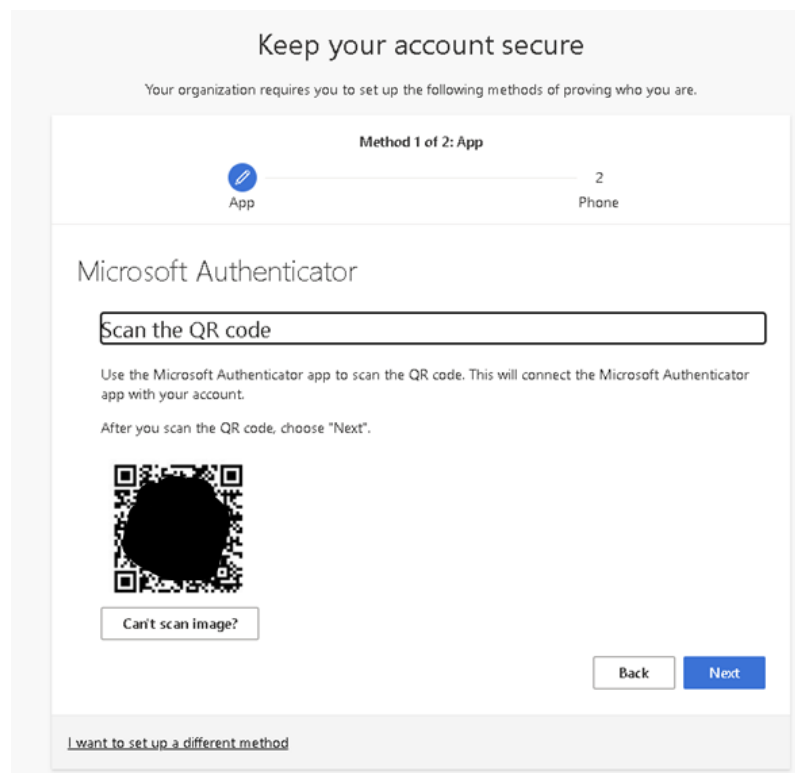 Keep your account secure
Your organization requires you to set up the following methods of proving who you are.
Method 1 of 2: App
2
App
Phone
Microsoft Authenticator
Scan the QR code
Use the Microsoft Authenticator app to scan the QR code. This will connect the Microsoft Authenticator
app with your account.
After you scan the QR code, choose "Next".
Can't scan image?
Back
Next
I want to set up a different method